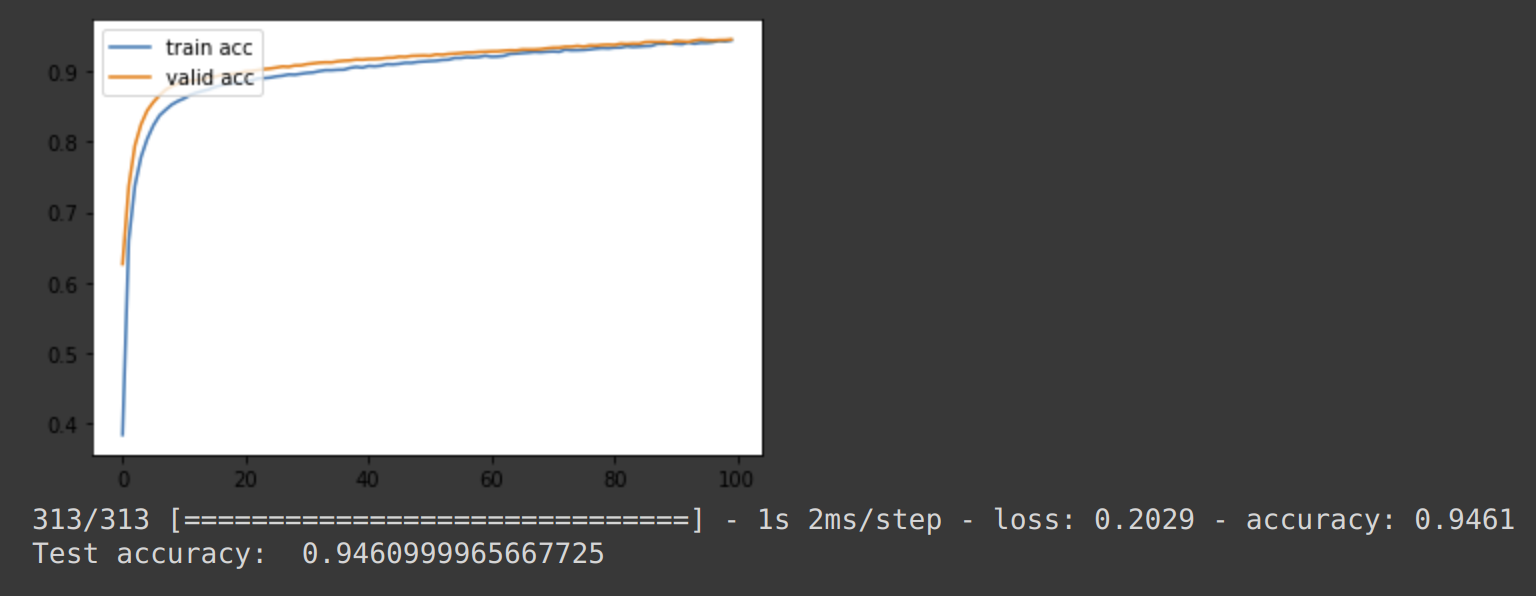 train acc
valid acc
0.9
0.8
0.7
0.6
0.5
0.4
0 20 40 60 80 100
313/313 [==============================] - 1s 2ms/step - loss: 0.2029 - accuracy: 0.9461
Test accuracy:  0.9460999965667725